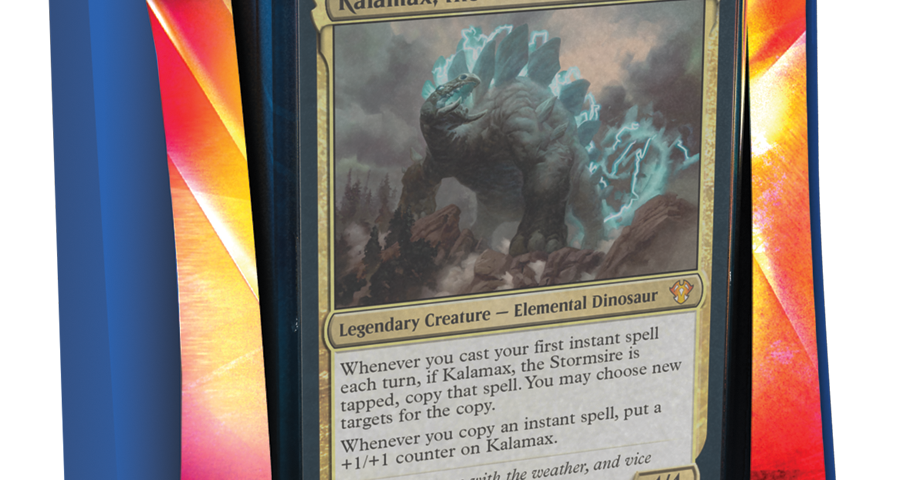 Kalamax, the
Legendary Creature — Elemental Dinosaur
Whenever you cast your first instant spell
each turn, if Kalamax, the Stormsire is
tapped, copy that spell. You may choose new
targets for the copy.
Whenever you copy an instant spell, put a
+1/+1 counter on Kalamax.
with the weather, and vice
4/4